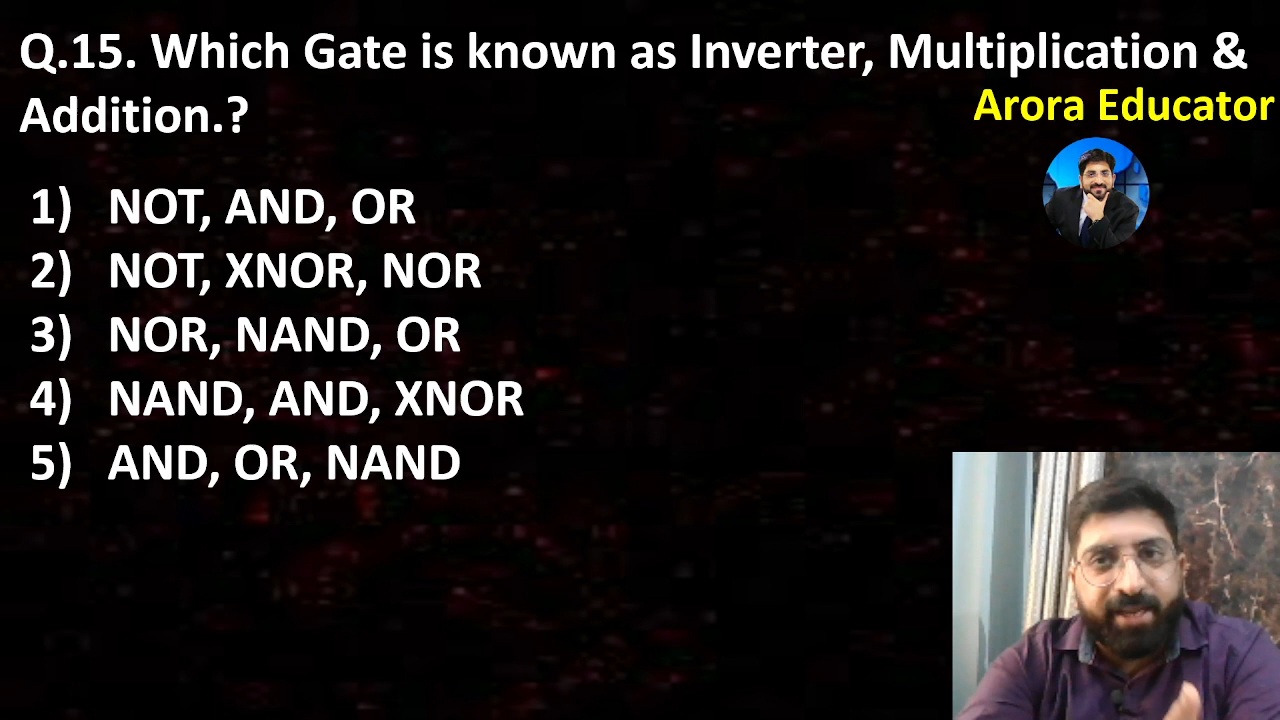 Q.15. Which Gate is known as Inverter, Multiplication &
Addition.?
Arora Educator
1) NOT, AND, OR
2) NOT, XNOR, NOR
3) NOR, NAND, OR
4) NAND, AND, XNOR
5) AND, OR, NAND